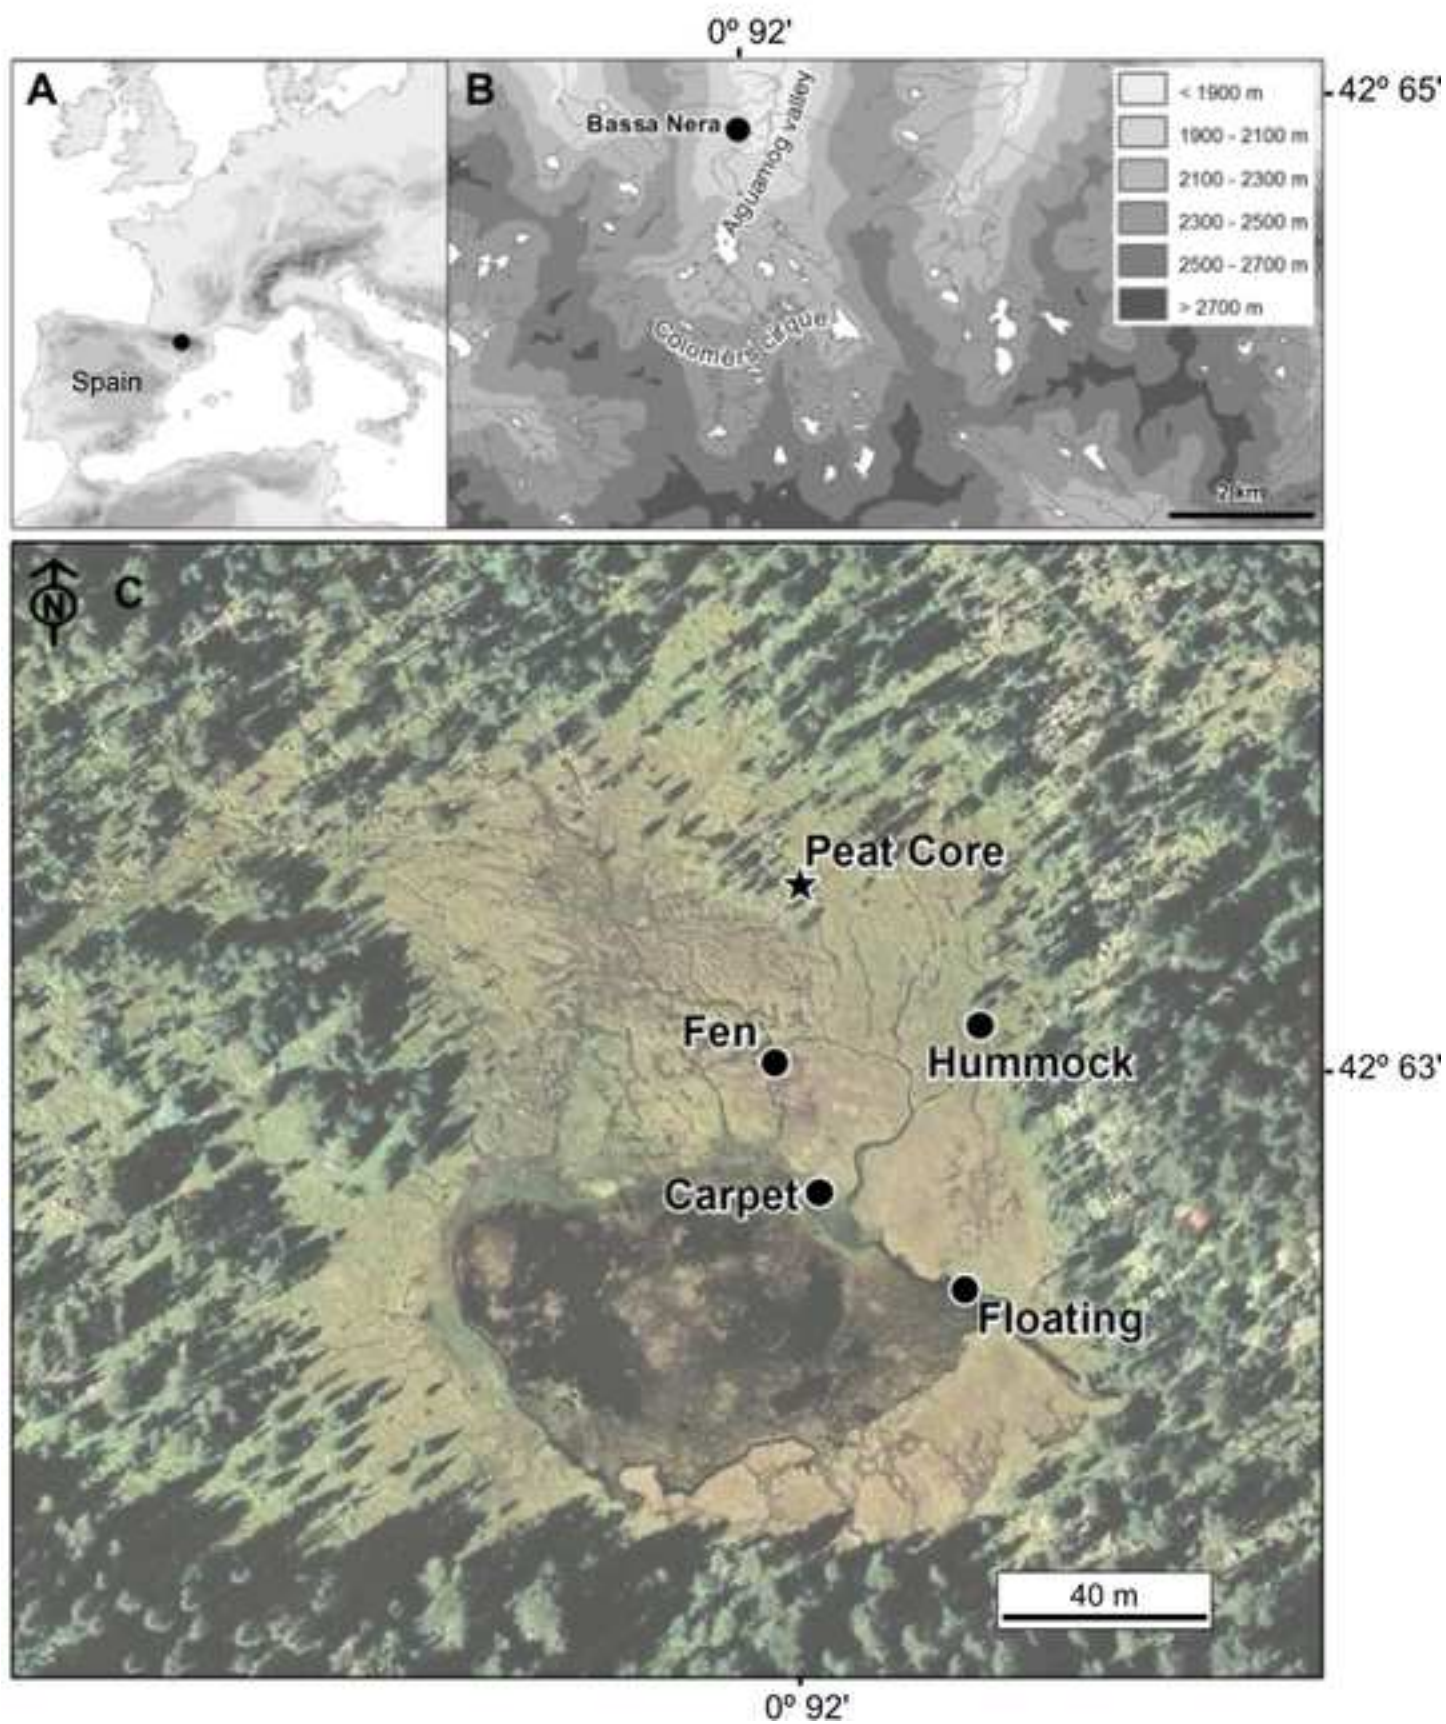 0º 92'
A
B
42º 65'
Bassa Nera
Aiguamog valley
< 1900 m
1900 - 2100 m
2100 - 2300 m
2300 - 2500 m
2500 - 2700 m
> 2700 m
Spain
Colomèrs cirque
2 km
N
C
Peat Core
Fen
Hummock
42º 63'
Carpet
Floating
40 m
0º 92'